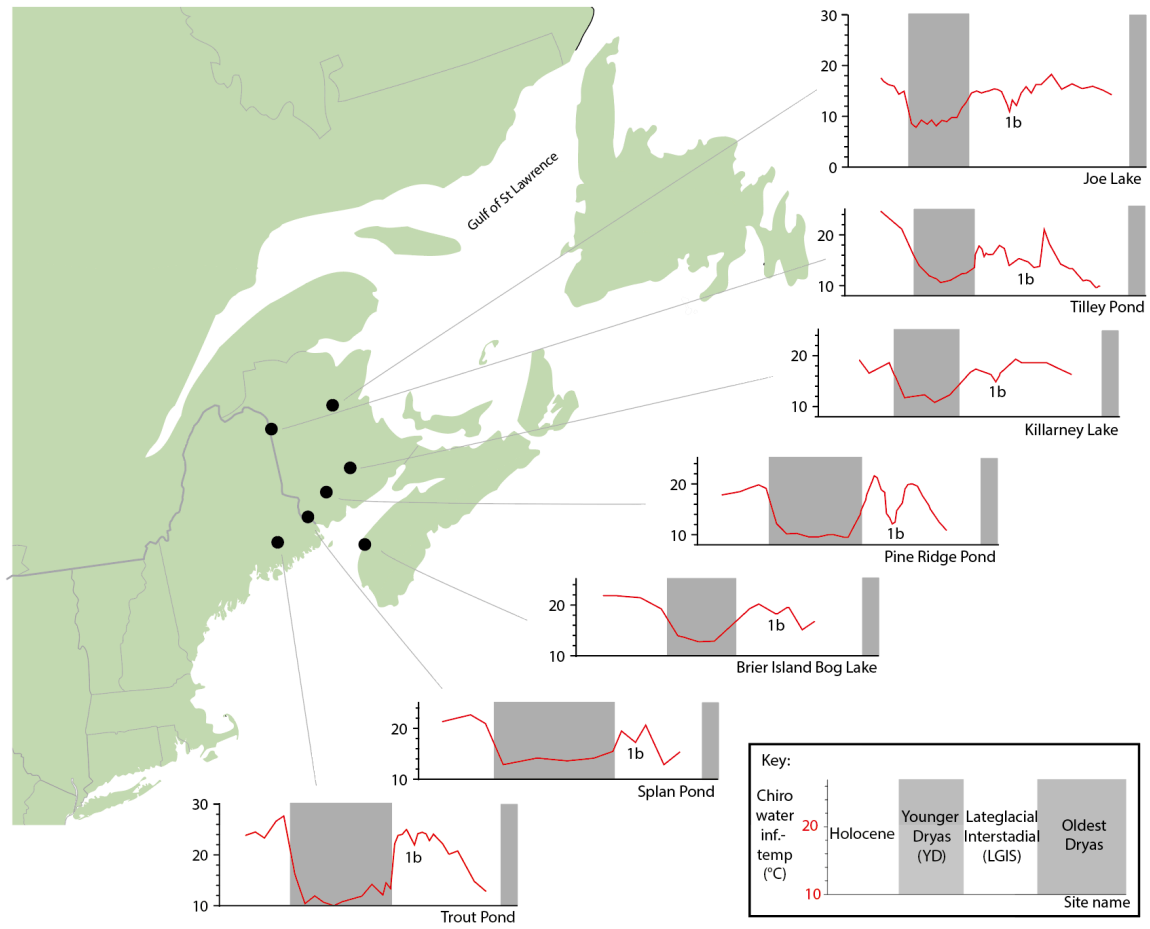 Gulf of St Lawrence
30
20
10
0
1b
Joe Lake
20
10
1b
Tilley Pond
20
10
1b
Killarney Lake
20
10
1b
Pine Ridge Pond
20
10
1b
Brier Island Bog Lake
20
10
1b
Splan Pond
30
20
10
1b
Trout Pond
Key:
Chiro
water
inf.-
temp
(°C)
20
10
Holocene
Younger
Dryas
(YD)
Lateglacial
Interstadial
(LGIS)
Oldest
Dryas
Site name